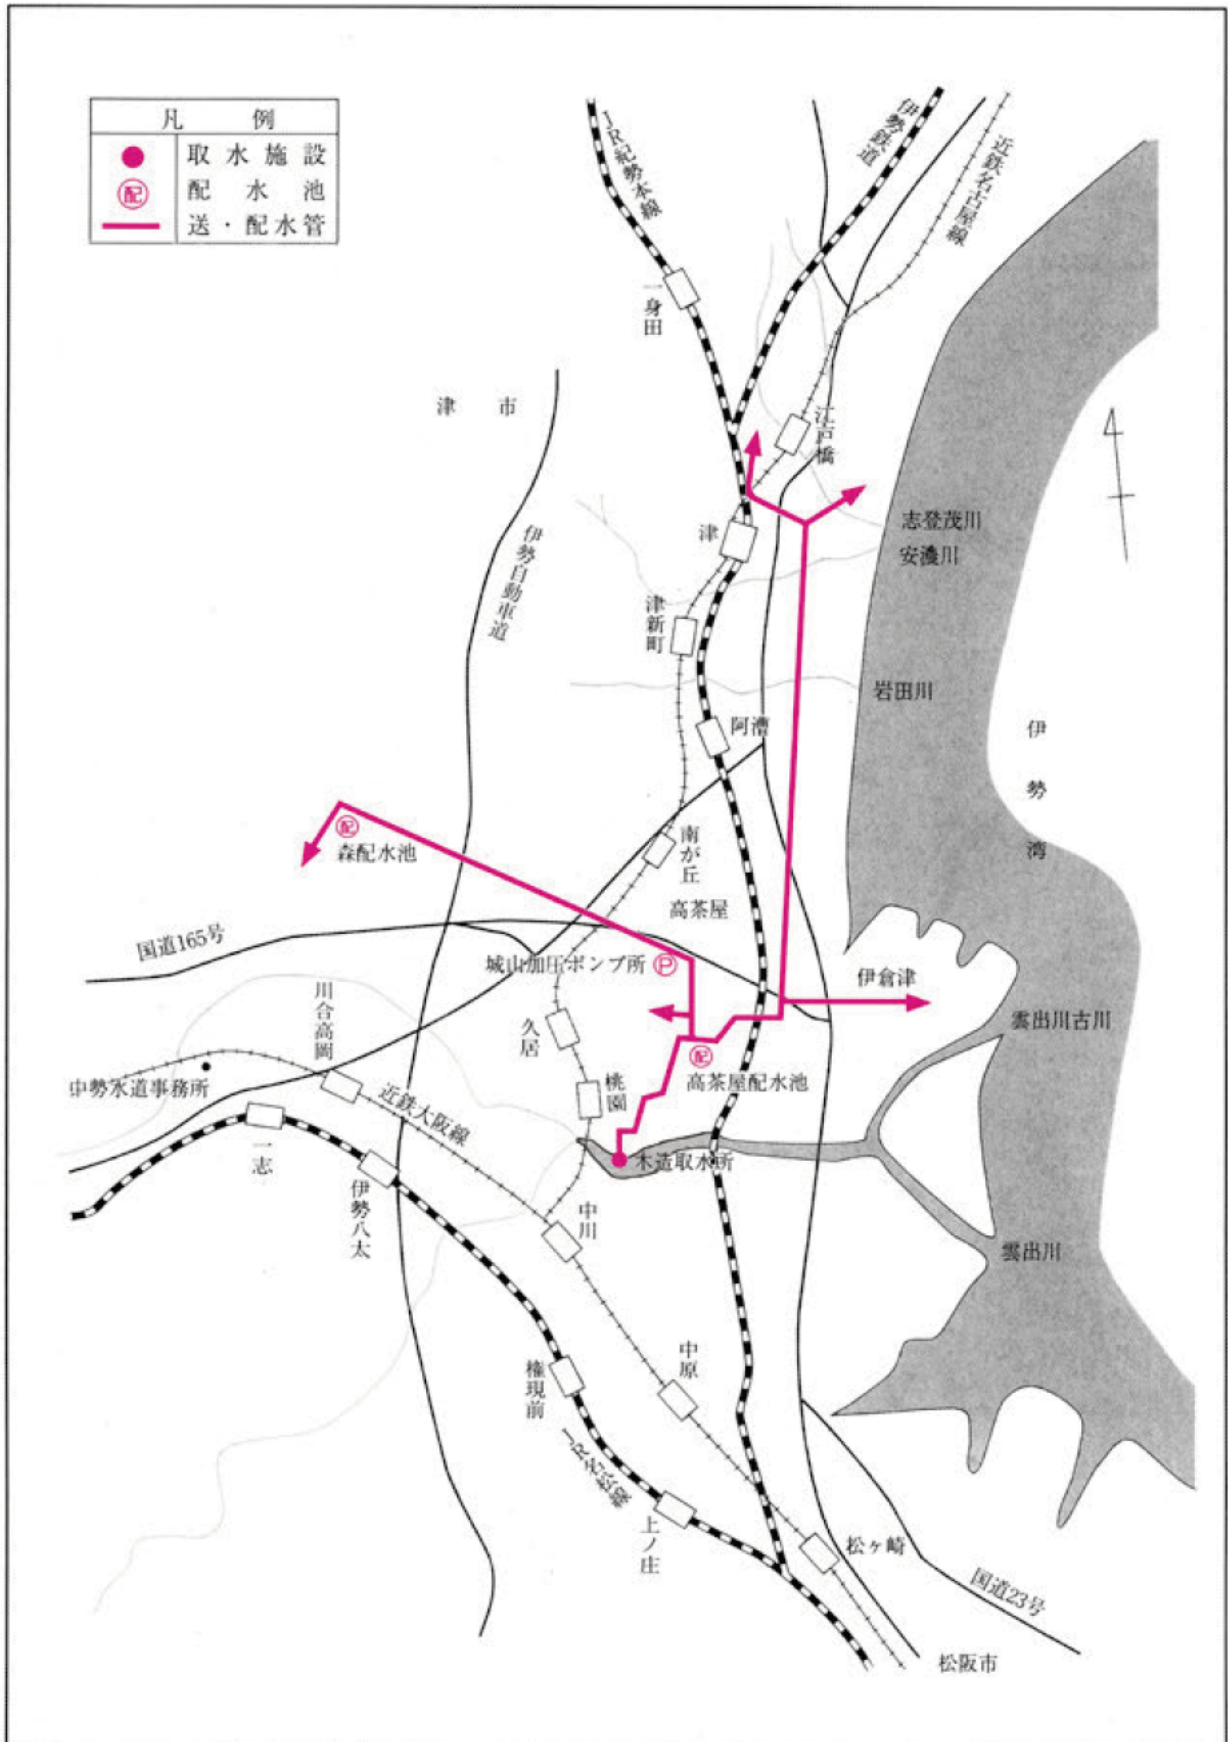 凡 例
取水施設
配 配水池
送・配水管
JR紀勢本線
伊勢鉄道
近鉄名古屋線
一身田
津 市
江戸橋
伊勢自動車道
津
志登茂川
安濃川
津新町
岩田川
阿漕
伊勢湾
配
森配水池
南が丘
高茶屋
国道165号
城山加圧ポンプ所 P
伊倉津
川合高岡
久居
雲出川古川
配
中勢水道事務所
桃園
高茶屋配水池
近鉄大阪線
一志
木造取水所
伊勢八太
中川
雲出川
中原
権現前
JR名松線
上ノ庄
松ヶ崎
国道23号
松阪市